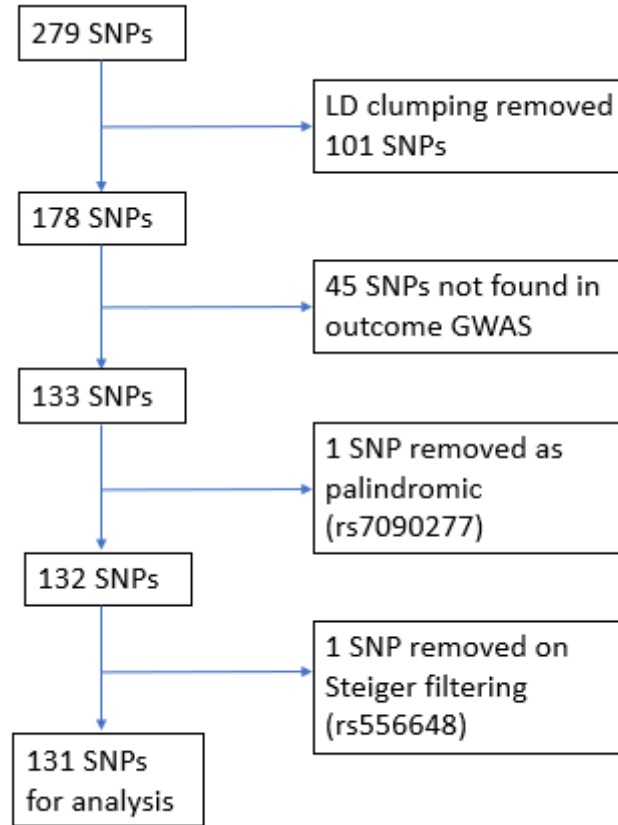 279 SNPs
LD clumping removed
101 SNPs
178 SNPs
45 SNPs not found in
outcome GWAS
133 SNPs
1 SNP removed as
palindromic
(rs7090277)
132 SNPs
1 SNP removed on
Steiger filtering
(rs556648)
131 SNPs
for analysis